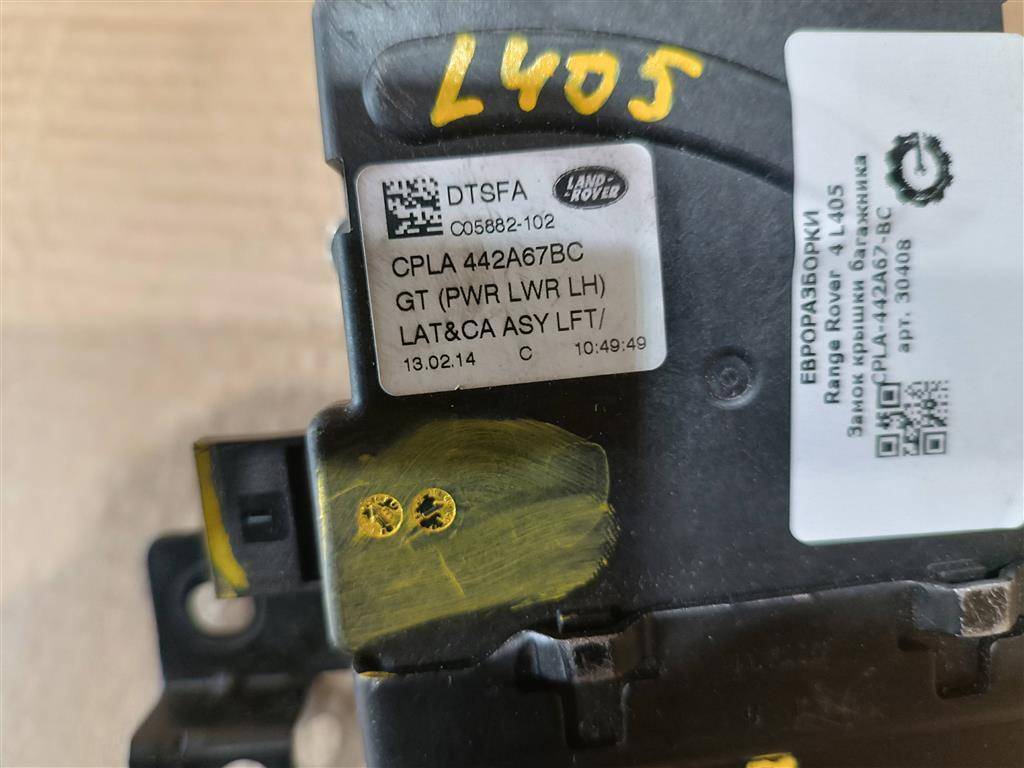 L405
DTSFA
LAND-
-ROVER
C05882-102
CPLA 442A67BC
GT (PWR LWR LH)
LAT&CA ASY LFT/
13.02.14 C 10:49:49
ЕВРОРАЗБОРКИ
Range Rover 4 L405
Замок крышки багажника
CPLA-442A67-BC
арт. 30408